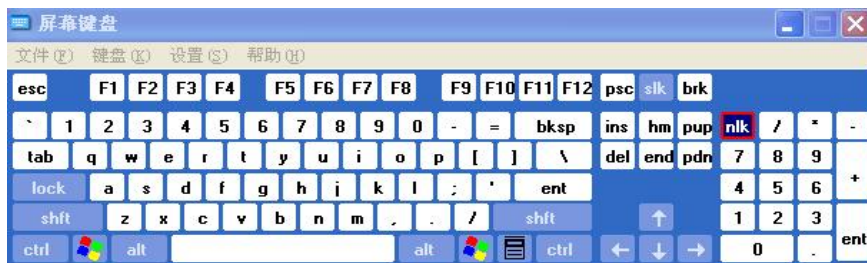 屏幕键盘
文件(F) 键盘(K) 设置(S) 帮助(H)
esc F1 F2 F3 F4 F5 F6 F7 F8 F9 F10 F11 F12 psc slk brk
` 1 2 3 4 5 6 7 8 9 0 - = bksp ins hm pup nlk / * -
tab q w e r t y u i o p [ ] \ del end pdn 7 8 9 +
lock a s d f g h j k l ; ' ent 4 5 6
shft z x c v b n m , . / shft ↑ 1 2 3 ent
ctrl alt alt ctrl ← ↓ → 0 .